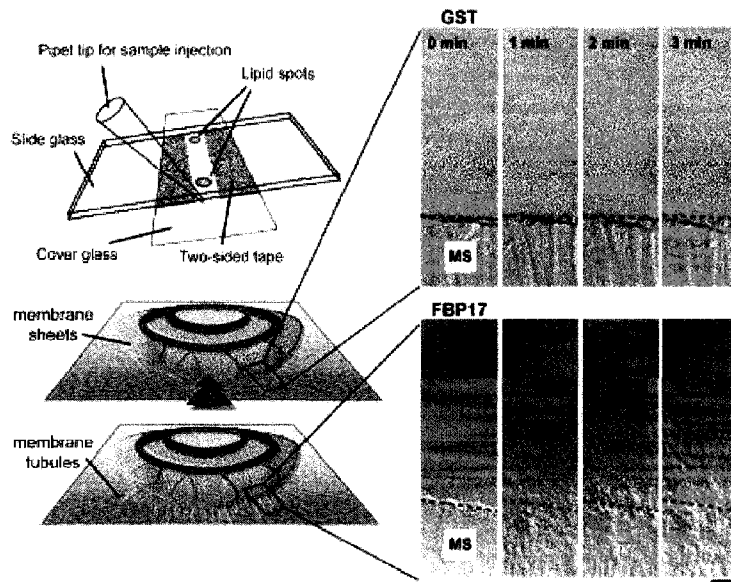 GST
0 min 1 min 2 min 3 min
MS
Pipet tip for sample injection
Lipid spots
Slide glass
Cover glass
Two-sided tape
membrane
sheets
FBP17
MS
membrane
tubules